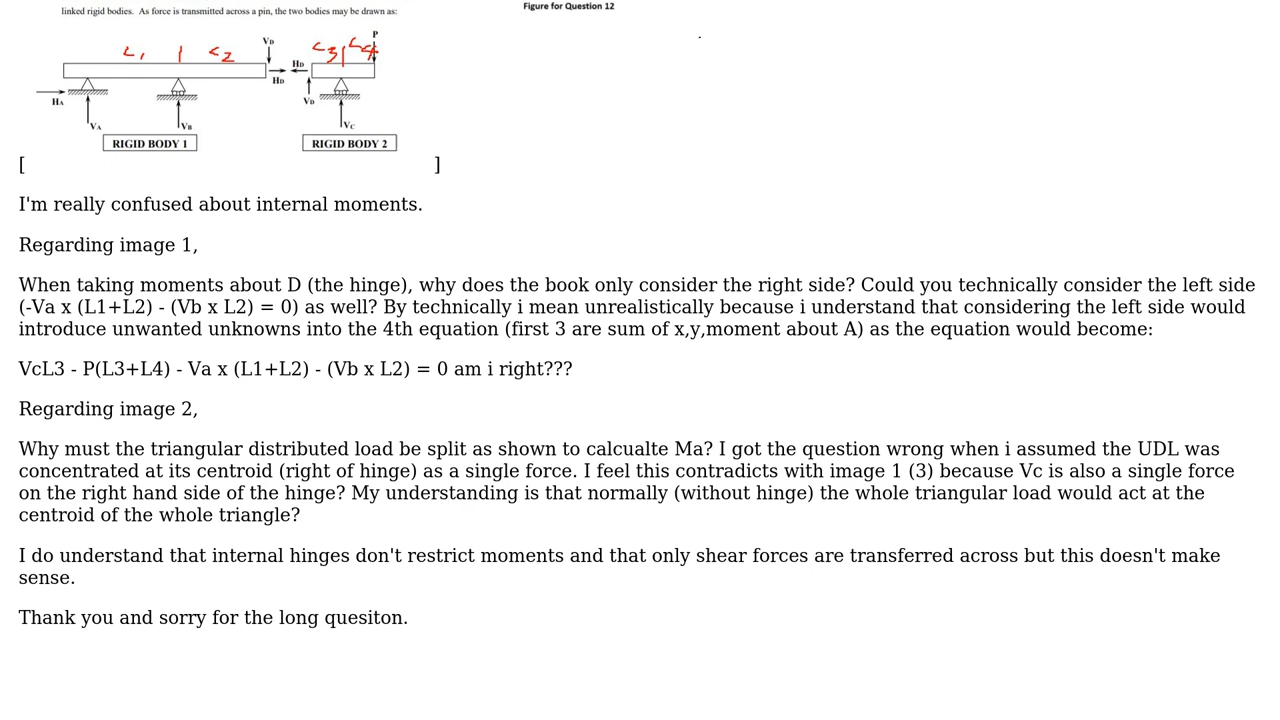 linked rigid bodies. As force is transmitted across a pin, the two bodies may be drawn as:
Figure for Question 12
L1 | L2
VD
L3 | L4
P
HD
HD
HA
VD
VA
VB
VC
RIGID BODY 1
RIGID BODY 2
[ ]
I'm really confused about internal moments.
Regarding image 1,
When taking moments about D (the hinge), why does the book only consider the right side? Could you technically consider the left side
(-Va x (L1+L2) - (Vb x L2) = 0) as well? By technically i mean unrealistically because i understand that considering the left side would
introduce unwanted unknowns into the 4th equation (first 3 are sum of x,y,moment about A) as the equation would become:
VcL3 - P(L3+L4) - Va x (L1+L2) - (Vb x L2) = 0 am i right???
Regarding image 2,
Why must the triangular distributed load be split as shown to calcualte Ma? I got the question wrong when i assumed the UDL was
concentrated at its centroid (right of hinge) as a single force. I feel this contradicts with image 1 (3) because Vc is also a single force
on the right hand side of the hinge? My understanding is that normally (without hinge) the whole triangular load would act at the
centroid of the whole triangle?
I do understand that internal hinges don't restrict moments and that only shear forces are transferred across but this doesn't make
sense.
Thank you and sorry for the long quesiton.